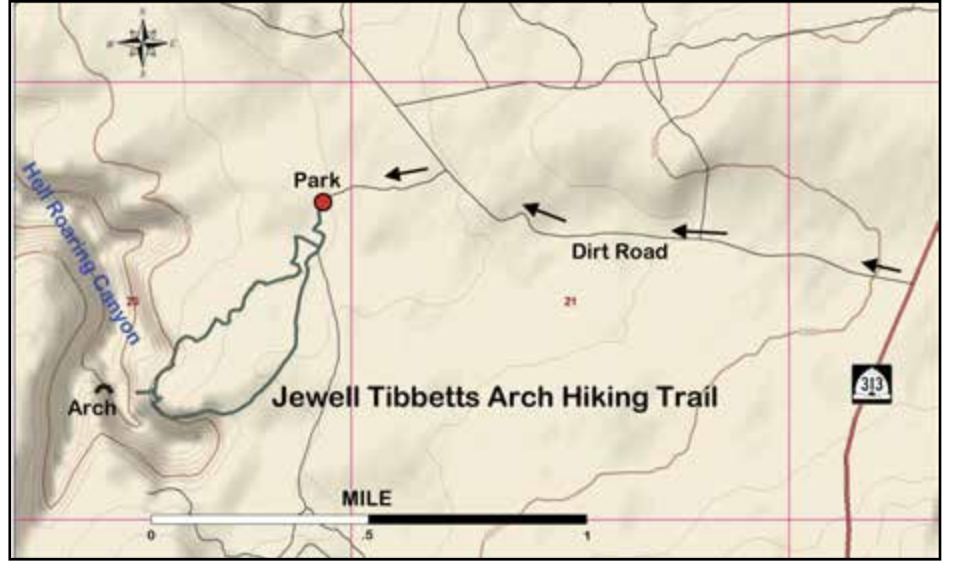 N
W E
S
Park
Hell Roaring Canyon
Dirt Road
20
21
313
Jewell Tibbetts Arch Hiking Trail
Arch
MILE
0 .5 1